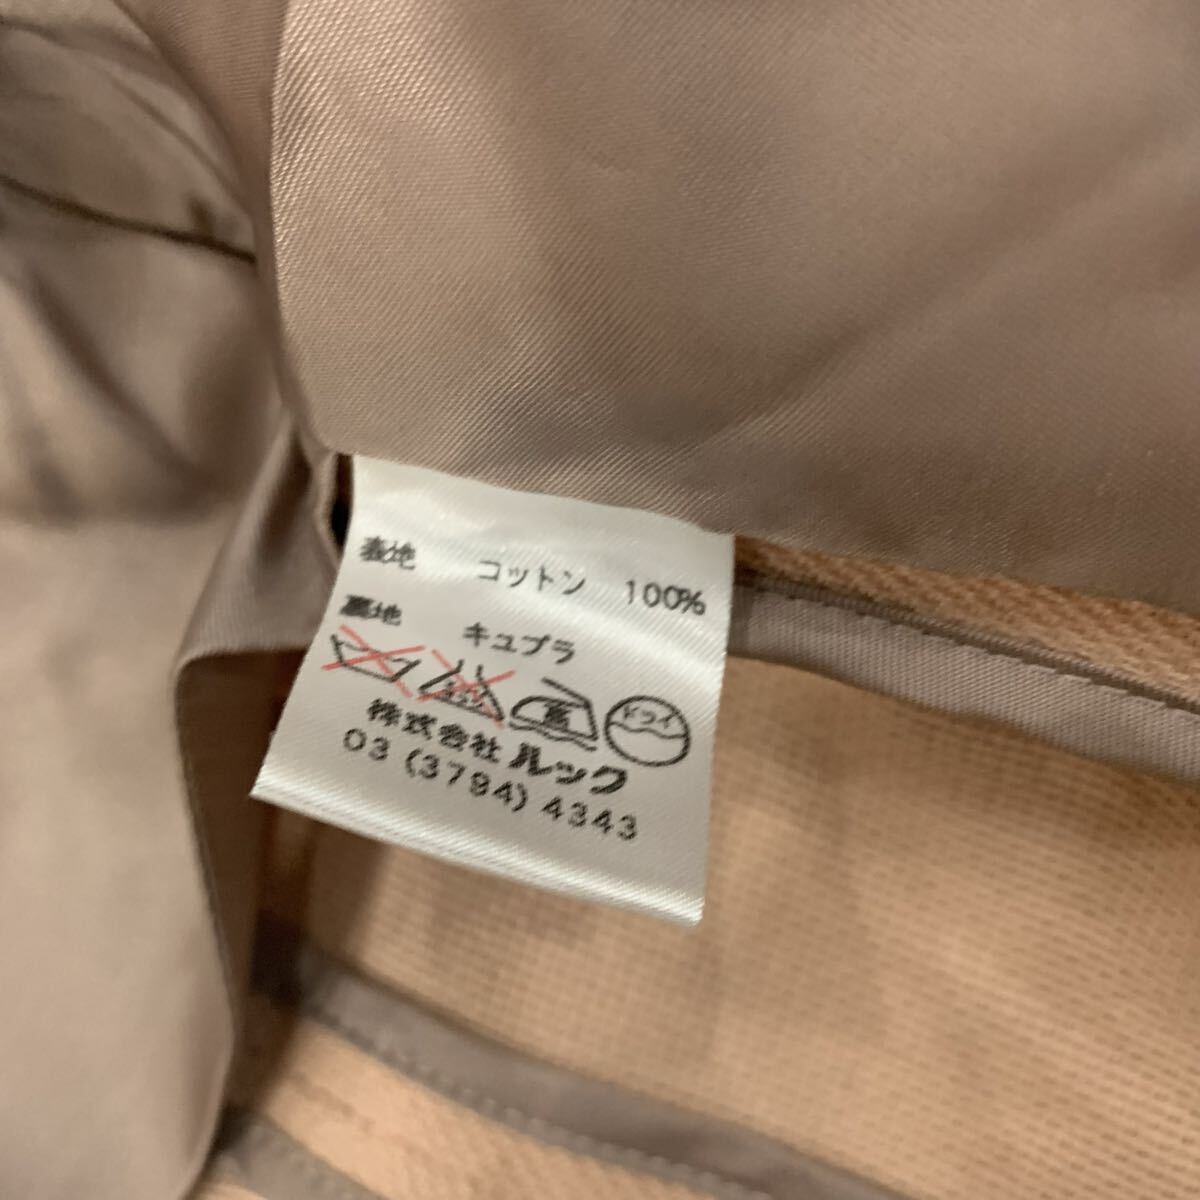 表地 コットン 100%
裏地 キュプラ
高 ドライ
株式会社 ルック
03 (3794) 4343